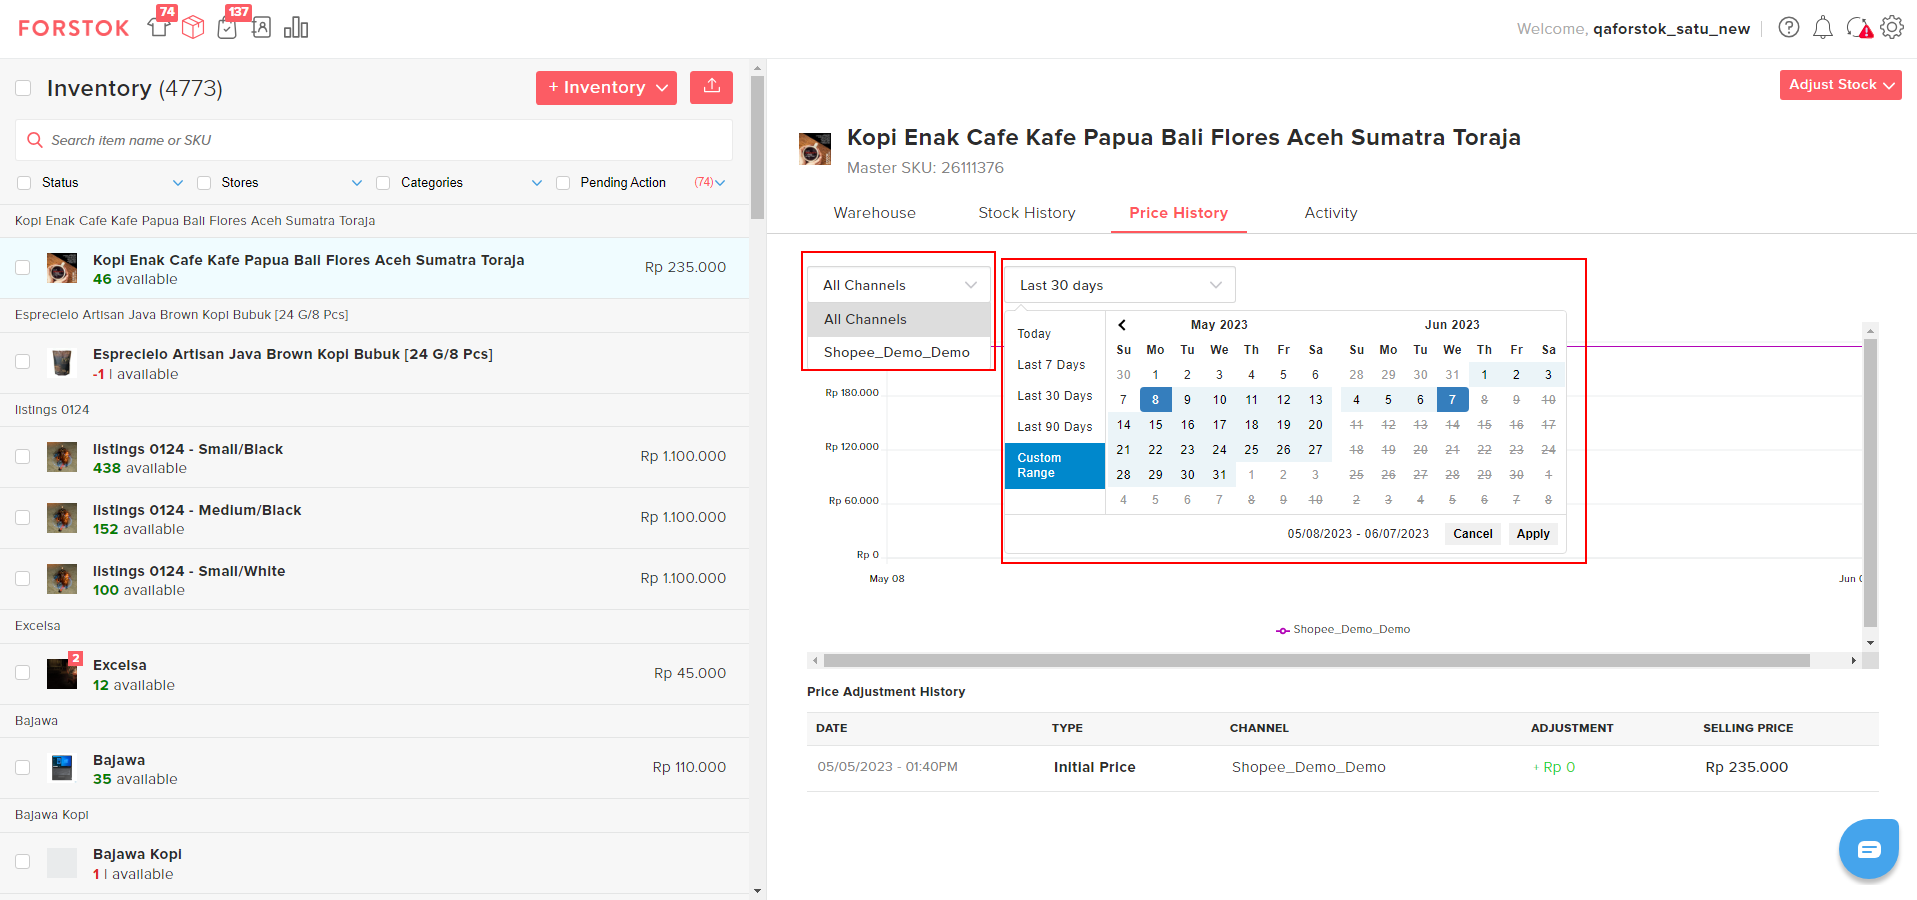 FORSTOK
74
137
Welcome, qaforstok_satu_new
Inventory (4773)
+ Inventory
Search item name or SKU
Status
Stores
Categories
Pending Action
(74)
Kopi Enak Cafe Kafe Papua Bali Flores Aceh Sumatra Toraja
Kopi Enak Cafe Kafe Papua Bali Flores Aceh Sumatra Toraja
46 available
Rp 235.000
Esprecielo Artisan Java Brown Kopi Bubuk [24 G/8 Pcs]
Esprecielo Artisan Java Brown Kopi Bubuk [24 G/8 Pcs]
-1 | available
listings 0124
listings 0124 - Small/Black
438 available
Rp 1.100.000
listings 0124 - Medium/Black
152 available
Rp 1.100.000
listings 0124 - Small/White
100 available
Rp 1.100.000
Excelsa
2
Excelsa
12 available
Rp 45.000
Bajawa
Bajawa
35 available
Rp 110.000
Bajawa Kopi
Bajawa Kopi
1 | available
Adjust Stock
Kopi Enak Cafe Kafe Papua Bali Flores Aceh Sumatra Toraja
Master SKU: 26111376
Warehouse
Stock History
Price History
Activity
All Channels
All Channels
Shopee_Demo_Demo
Last 30 days
Today
Last 7 Days
Last 30 Days
Last 90 Days
Custom Range
May 2023
Su Mo Tu We Th Fr Sa
30 1 2 3 4 5 6
7 8 9 10 11 12 13
14 15 16 17 18 19 20
21 22 23 24 25 26 27
28 29 30 31 1 2 3
4 5 6 7 8 9 10
Jun 2023
Su Mo Tu We Th Fr Sa
28 29 30 31 1 2 3
4 5 6 7 8 9 10
11 12 13 14 15 16 17
18 19 20 21 22 23 24
25 26 27 28 29 30 1
2 3 4 5 6 7 8
05/08/2023 - 06/07/2023
Cancel
Apply
Rp 180.000
Rp 120.000
Rp 60.000
Rp 0
May 08
Jun
Shopee_Demo_Demo
Price Adjustment History
DATE TYPE CHANNEL ADJUSTMENT SELLING PRICE
05/05/2023 - 01:40PM Initial Price Shopee_Demo_Demo + Rp 0 Rp 235.000